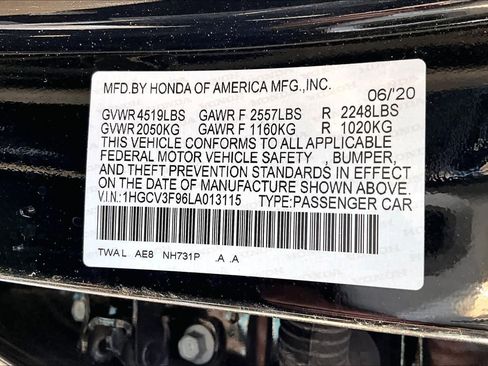 MFD.BY HONDA OF AMERICA MFG.,INC. 06/20
GVWR 4519LBS GAWR F 2557LBS R 2248LBS
GVWR 2050KG GAWR F 1160KG R 1020KG
THIS VEHICLE CONFORMS TO ALL APPLICABLE
FEDERAL MOTOR VEHICLE SAFETY , BUMPER,
AND THEFT PREVENTION STANDARDS IN EFFECT
ON THE DATE OF MANUFACTURE SHOWN ABOVE.
V.I.N.:1HGCV3F96LA013115 TYPE:PASSENGER CAR
TWAL AE8 NH731P .A .A